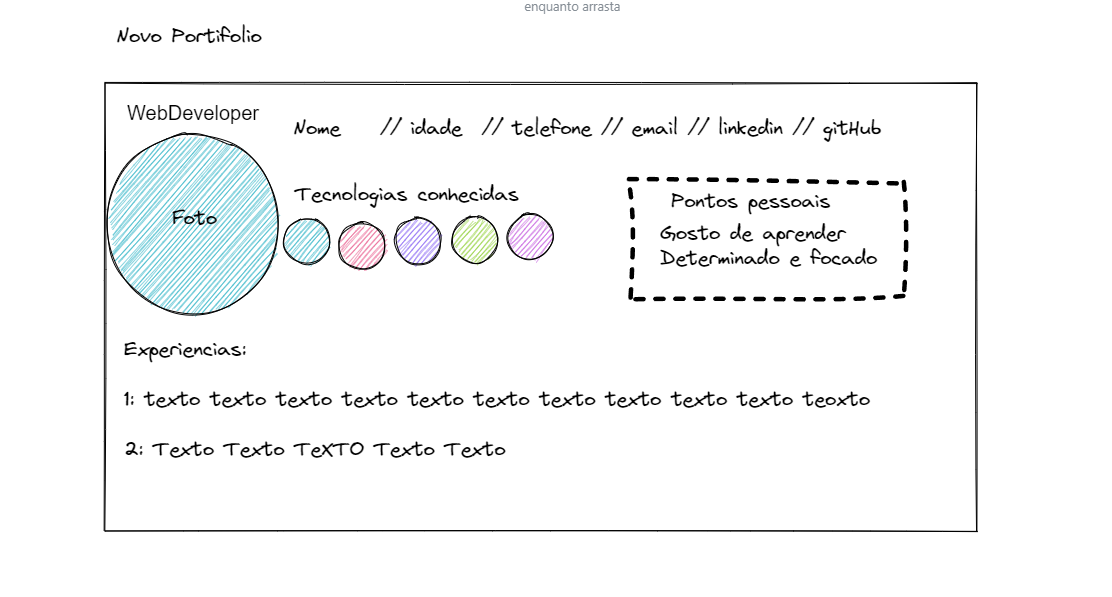 enquanto arrasta
Novo Portifolio
WebDeveloper
Nome // idade // telefone // email // linkedin // gitHub
Foto
Tecnologias conhecidas
Pontos pessoais
Gosto de aprender
Determinado e focado
Experiencias:
1: texto texto texto texto texto texto texto texto texto texto teoxto
2: Texto Texto TeXTO Texto Texto